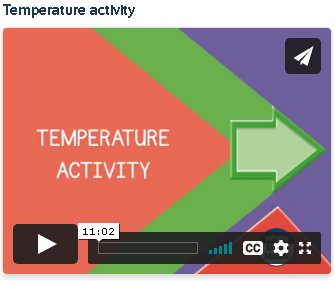 Temperature activity
TEMPERATURE
ACTIVITY
11:02
CC